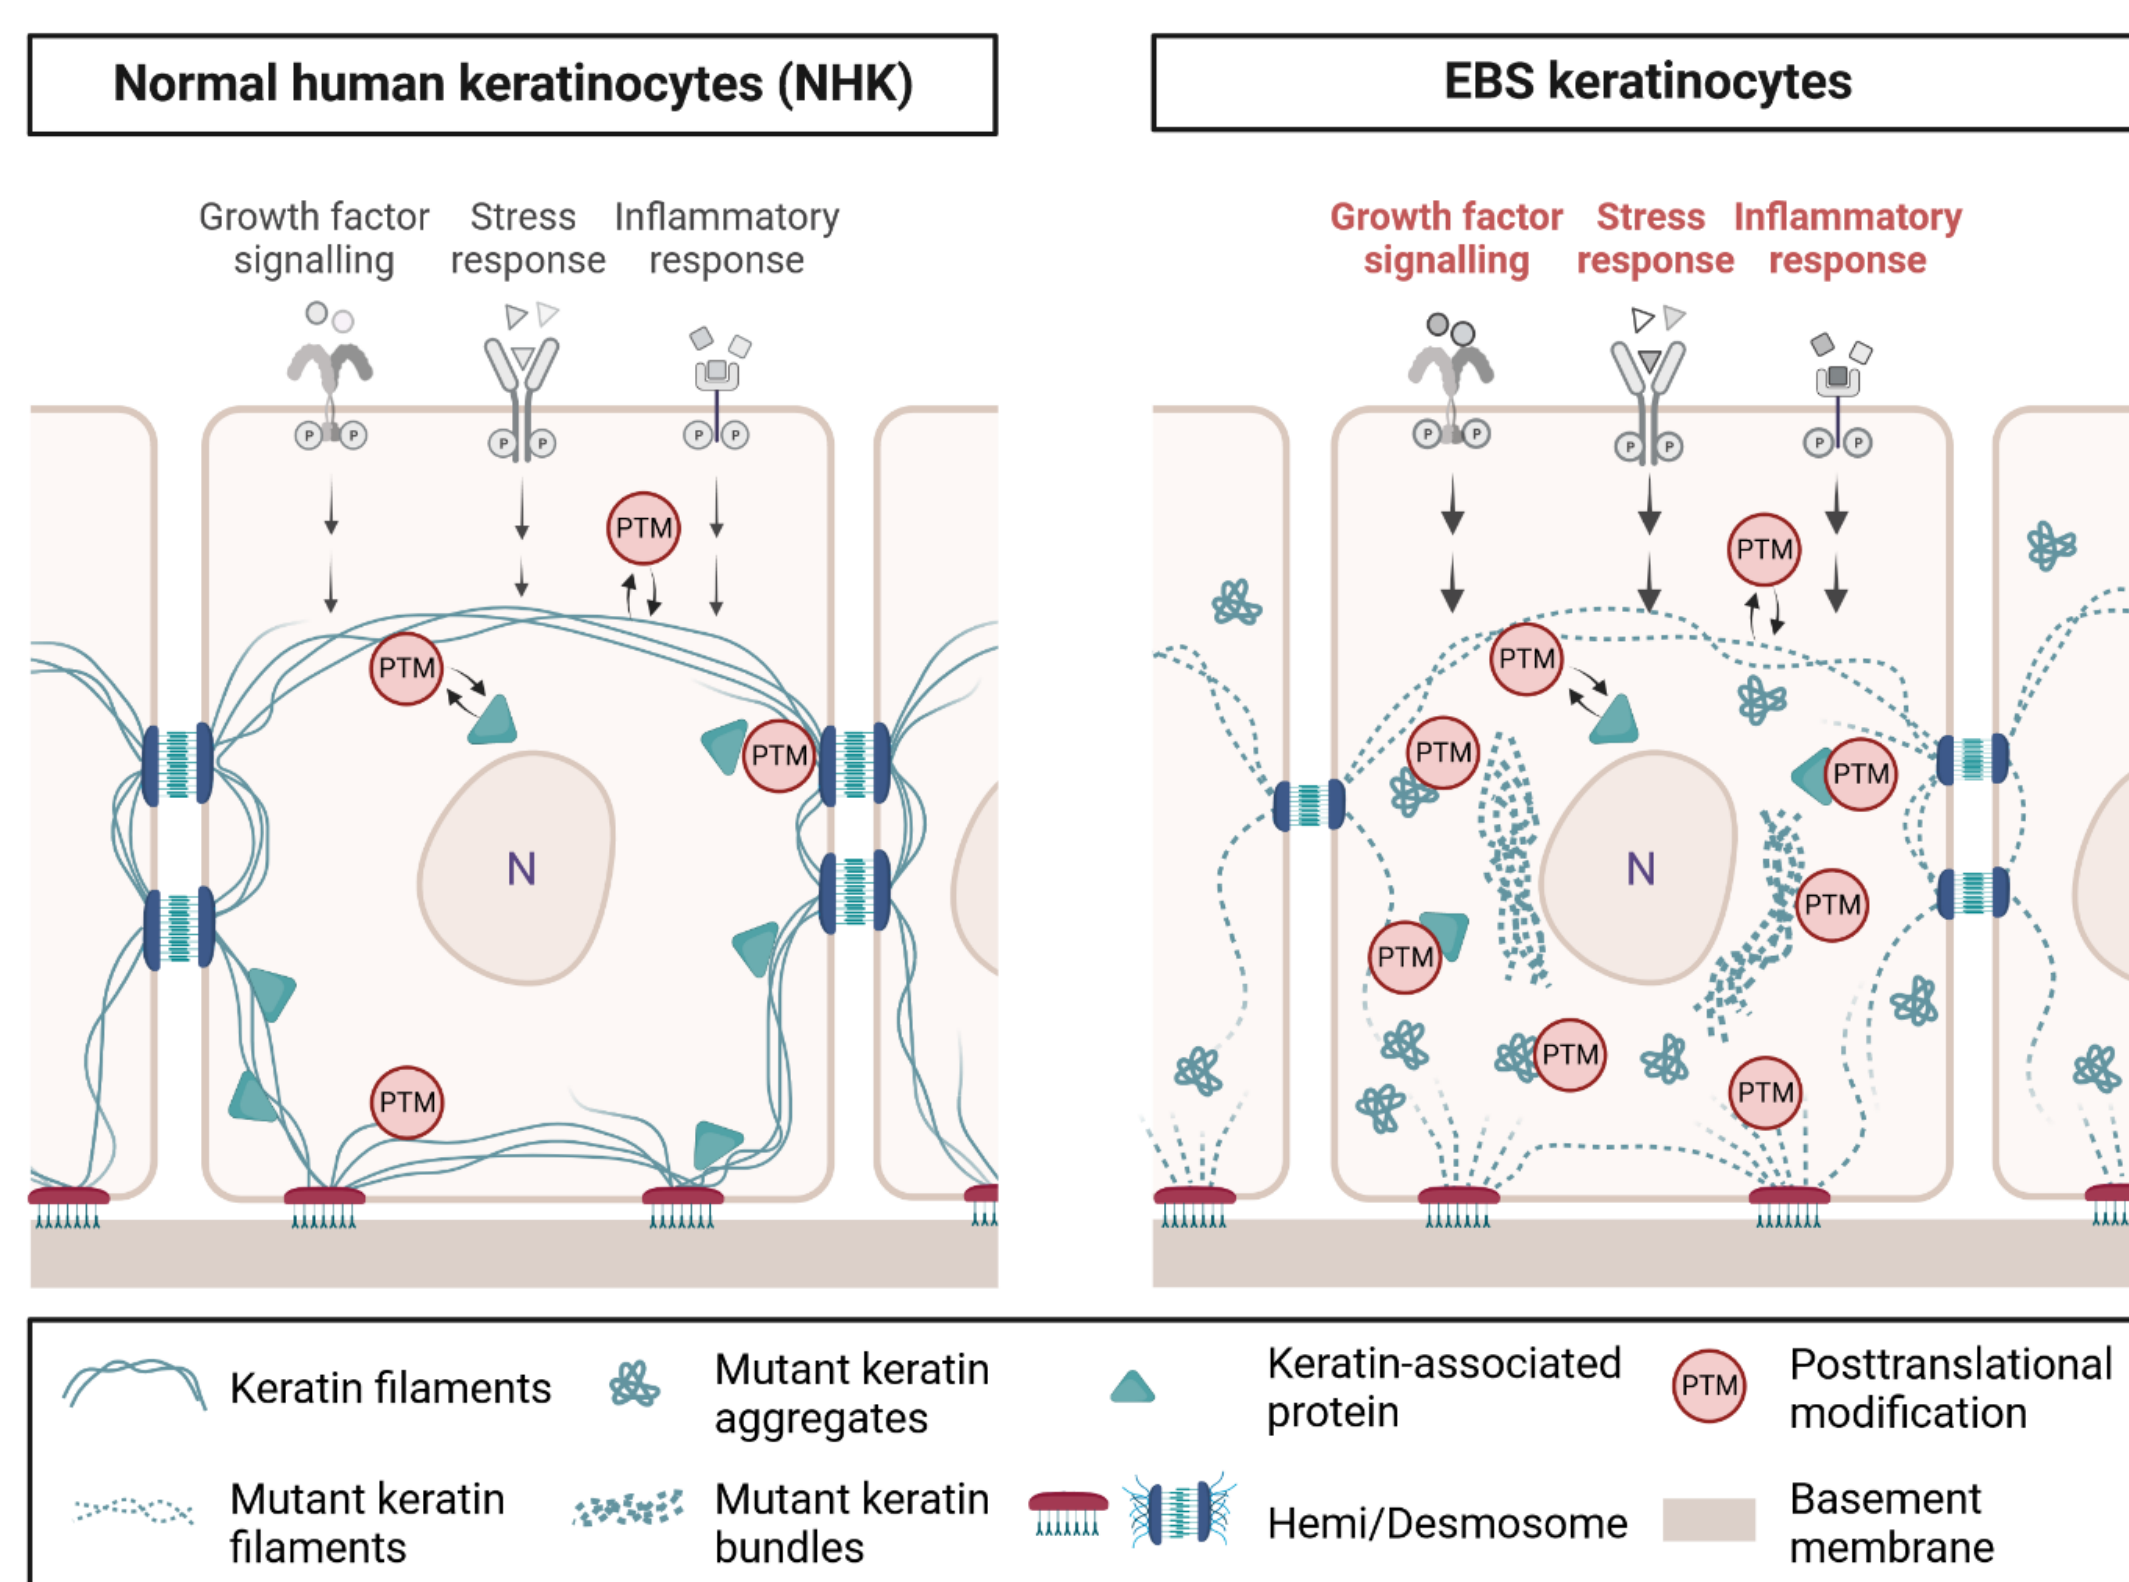 Normal human keratinocytes (NHK)
EBS keratinocytes
Growth factor
signalling
Stress
response
Inflammatory
response
Growth factor
signalling
Stress
response
Inflammatory
response
P P
P P
P P
P P
P P
P P
PTM
PTM
PTM
PTM
N
PTM
PTM
PTM
PTM
PTM
PTM
PTM
PTM
N
Keratin filaments
Mutant keratin
aggregates
Keratin-associated
protein
PTM
Posttranslational
modification
Mutant keratin
filaments
Mutant keratin
bundles
Hemi/Desmosome
Basement
membrane